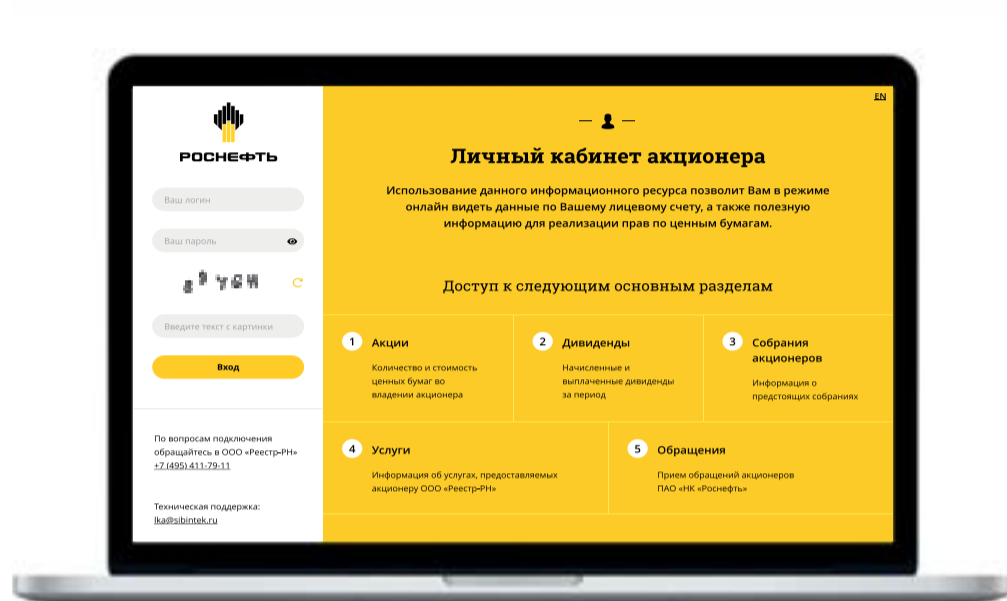 EN
РОСНЕФТЬ
Ваш логин
Ваш пароль
Введите текст с картинки
Вход
По вопросам подключения
обращайтесь в ООО «Реестр-РН»
+7 (495) 411-79-11
Техническая поддержка:
lka@sibintek.ru
Личный кабинет акционера
Использование данного информационного ресурса позволит Вам в режиме
онлайн видеть данные по Вашему лицевому счету, а также полезную
информацию для реализации прав по ценным бумагам.
Доступ к следующим основным разделам
1 Акции
Количество и стоимость
ценных бумаг во
владении акционера
2 Дивиденды
Начисленные и
выплаченные дивиденды
за период
3 Собрания
акционеров
Информация о
предстоящих собраниях
4 Услуги
Информация об услугах, предоставляемых
акционеру ООО «Реестр-РН»
5 Обращения
Прием обращений акционеров
ПАО «НК «Роснефть»